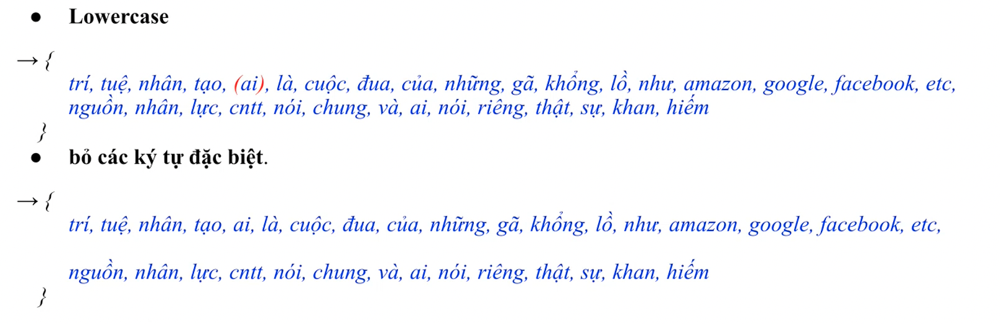 ● Lowercase
→ {
trí, tuệ, nhân, tạo, (ai), là, cuộc, đua, của, những, gã, khổng, lồ, như, amazon, google, facebook, etc,
nguồn, nhân, lực, cntt, nói, chung, và, ai, nói, riêng, thật, sự, khan, hiếm
}
● bỏ các ký tự đặc biệt.
→ {
trí, tuệ, nhân, tạo, ai, là, cuộc, đua, của, những, gã, khổng, lồ, như, amazon, google, facebook, etc,
nguồn, nhân, lực, cntt, nói, chung, và, ai, nói, riêng, thật, sự, khan, hiếm
}